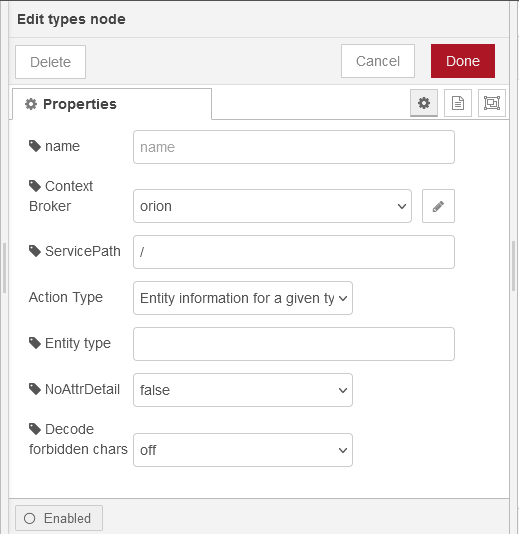 Edit types node
Delete
Cancel
Done
Properties
name
name
Context
Broker
orion
ServicePath
/
Action Type
Entity information for a given ty
Entity type
NoAttrDetail
false
Decode
forbidden chars
off
Enabled